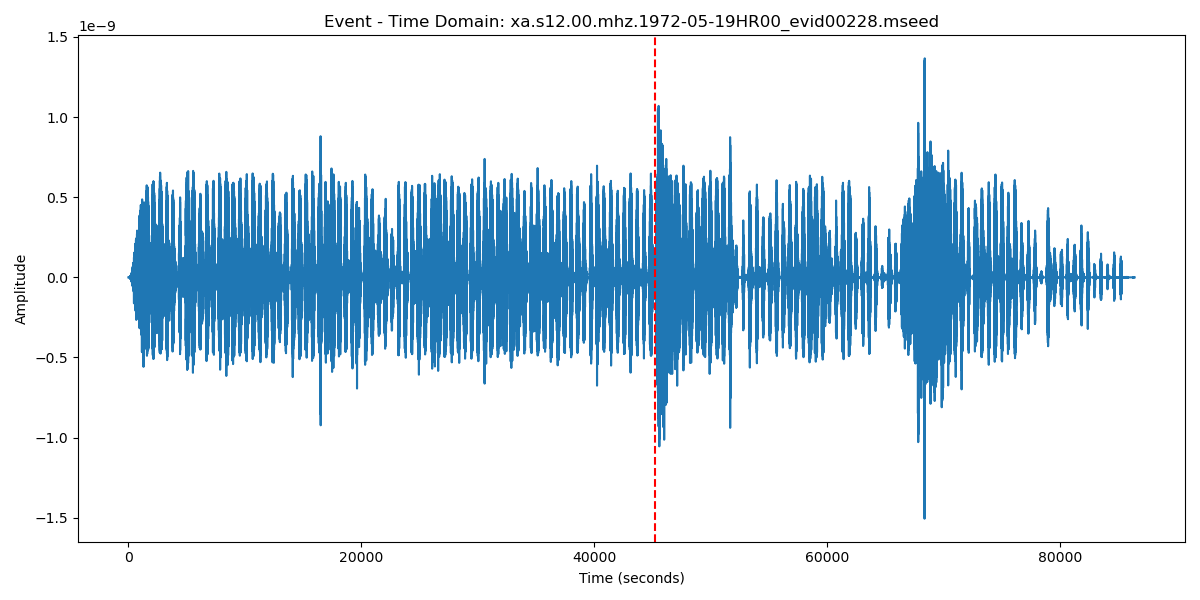 Event - Time Domain: xa.s12.00.mhz.1972-05-19HR00_evid00228.mseed
1e−9
1.5
1.0
0.5
0.0
−0.5
−1.0
−1.5
Amplitude
0 20000 40000 60000 80000
Time (seconds)